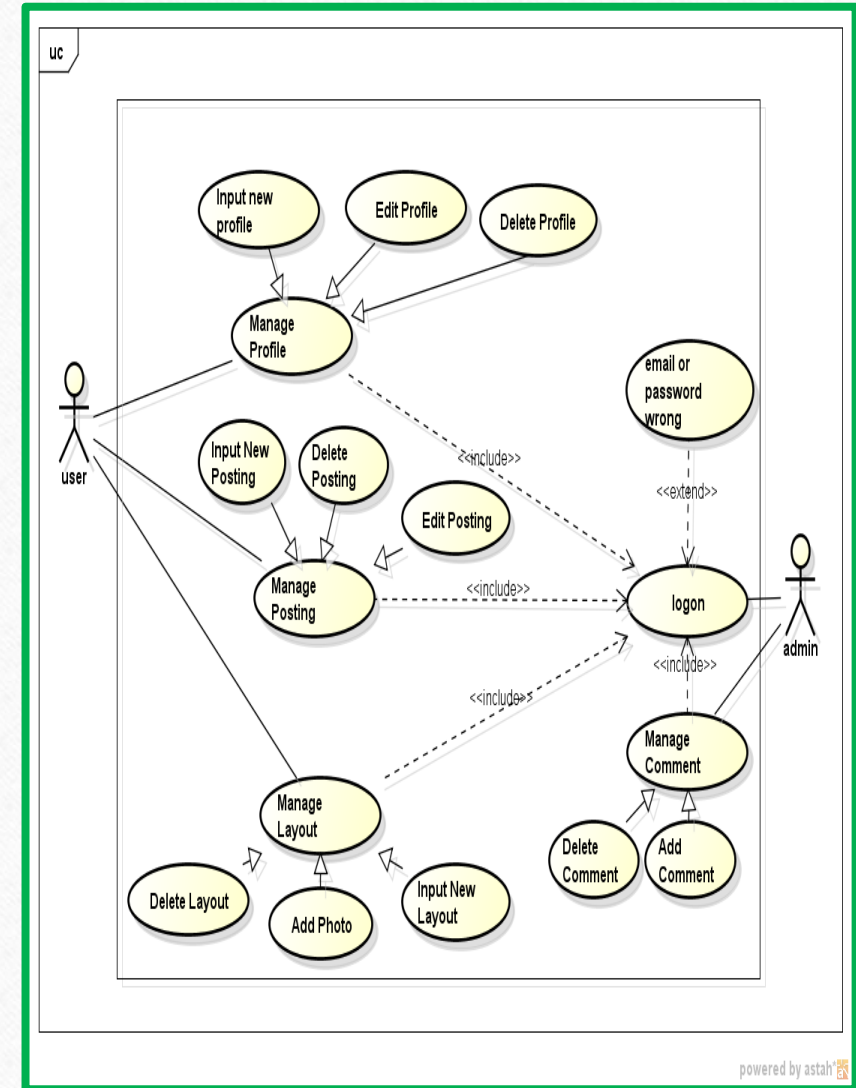 uc
Input new
profile
Edit Profile
Delete Profile
Manage
Profile
email or
password
wrong
user
Input New
Posting
Delete
Posting
<<include>>
Edit Posting
<<extend>>
Manage
Posting
<<include>>
logon
admin
<<include>>
<<include>>
Manage
Comment
Manage
Layout
Delete
Comment
Add
Comment
Delete Layout
Add Photo
Input New
Layout
powered by astah*